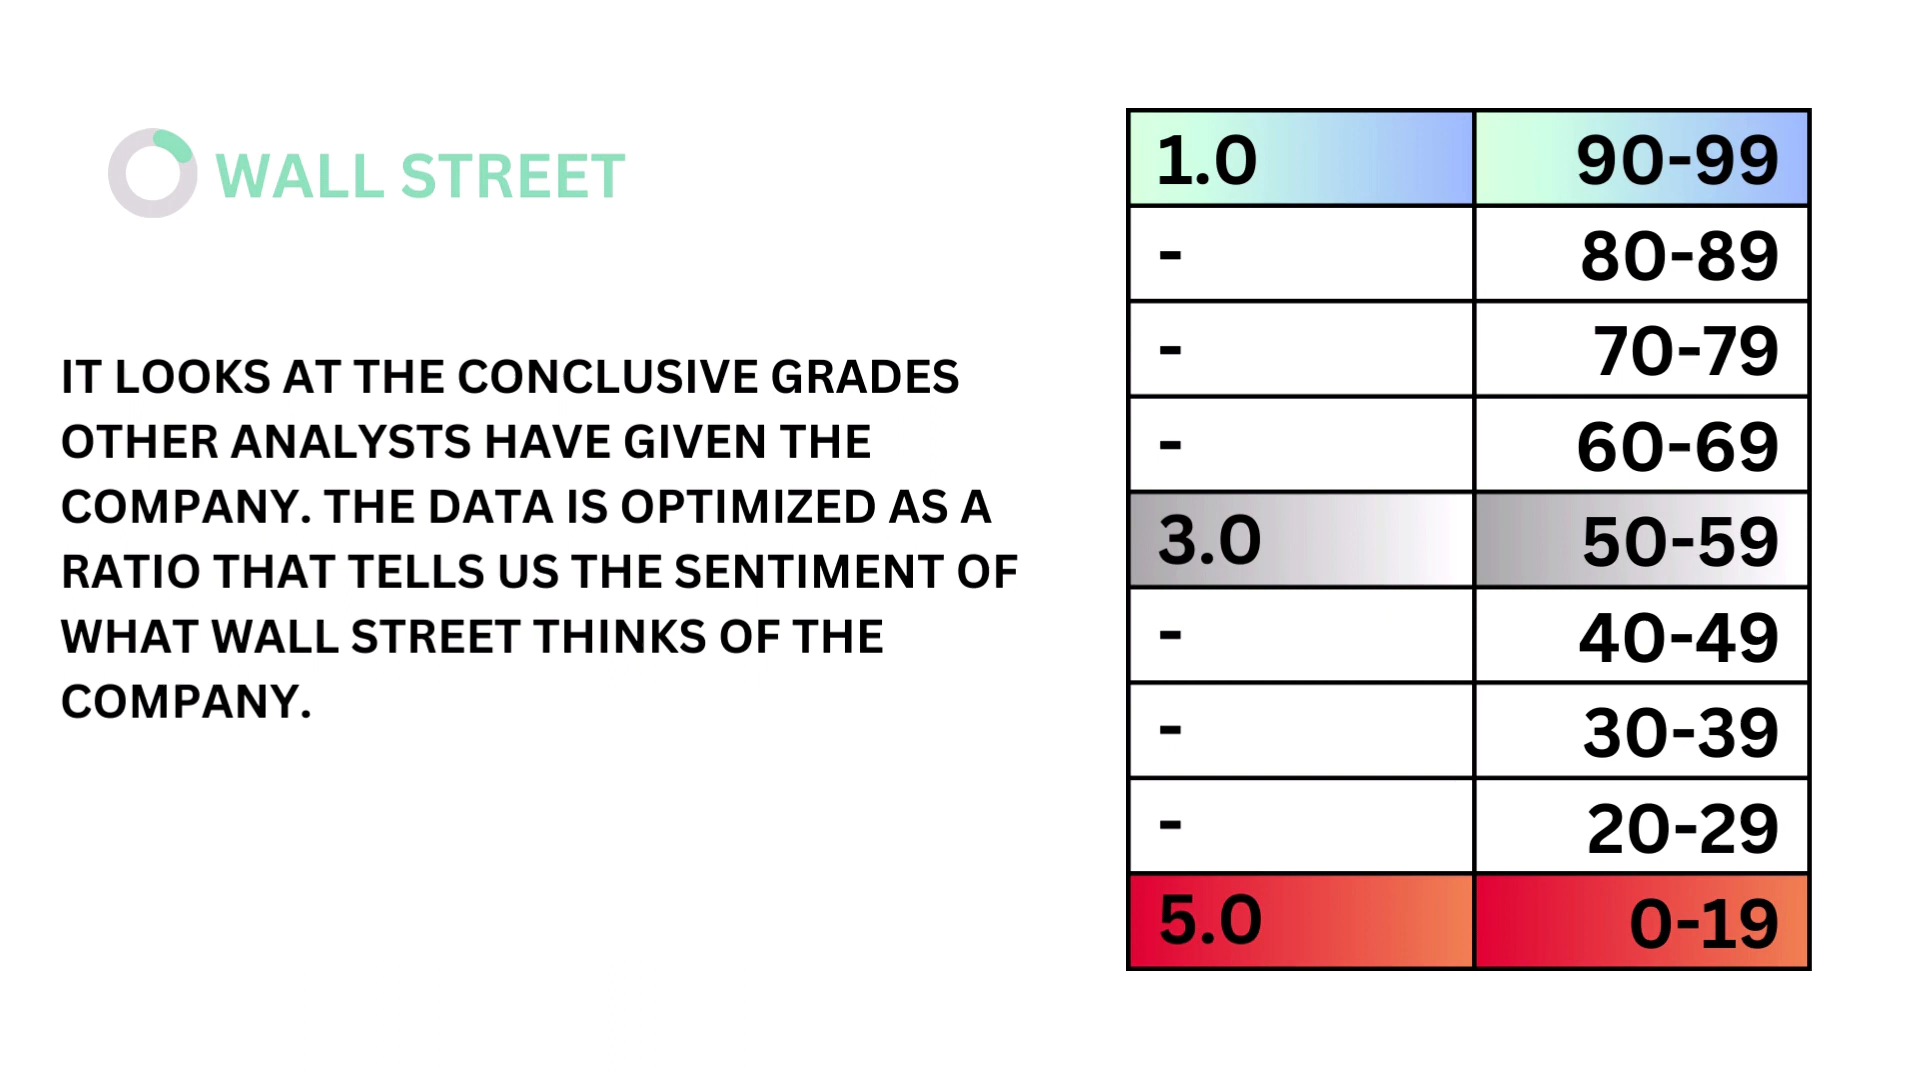 WALL STREET
IT LOOKS AT THE CONCLUSIVE GRADES
OTHER ANALYSTS HAVE GIVEN THE
COMPANY. THE DATA IS OPTIMIZED AS A
RATIO THAT TELLS US THE SENTIMENT OF
WHAT WALL STREET THINKS OF THE
COMPANY.
1.0 90-99
- 80-89
- 70-79
- 60-69
3.0 50-59
- 40-49
- 30-39
- 20-29
5.0 0-19